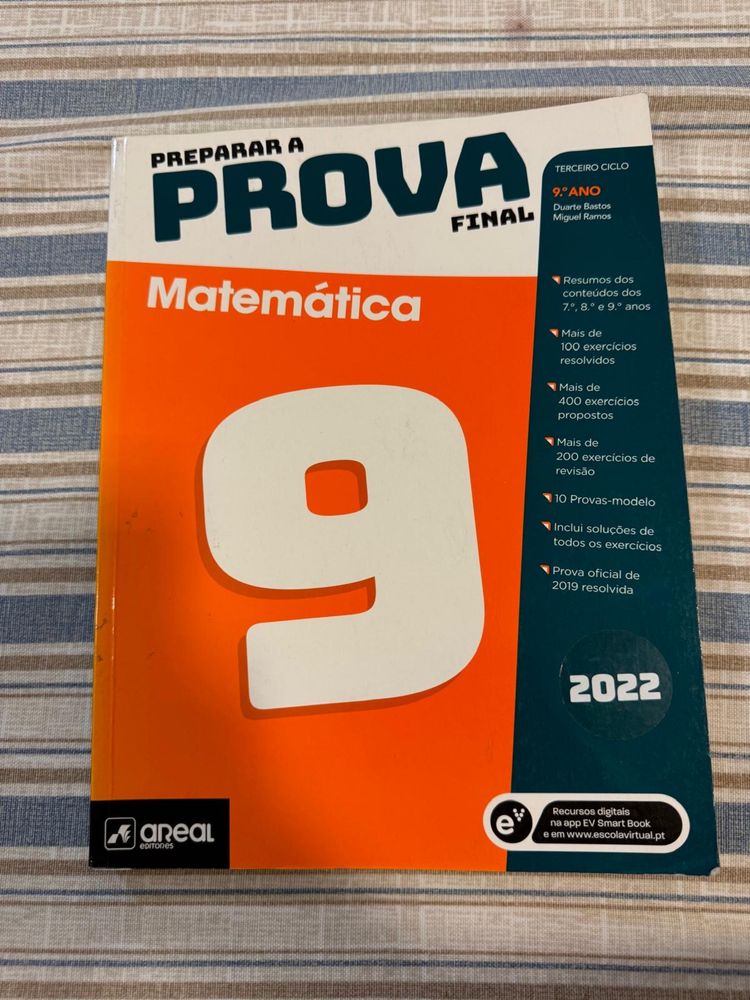 PREPARAR A
PROVA
FINAL
Matemática
9
TERCEIRO CICLO
9.º ANO
Duarte Bastos
Miguel Ramos
Resumos dos
conteúdos dos
7.º, 8.º e 9.º anos
Mais de
100 exercícios
resolvidos
Mais de
400 exercícios
propostos
Mais de
200 exercícios de
revisão
10 Provas-modelo
Inclui soluções de
todos os exercícios
Prova oficial de
2019 resolvida
2022
areal
EDITORES
ev
Recursos digitais
na app EV Smart Book
e em www.escolavirtual.pt